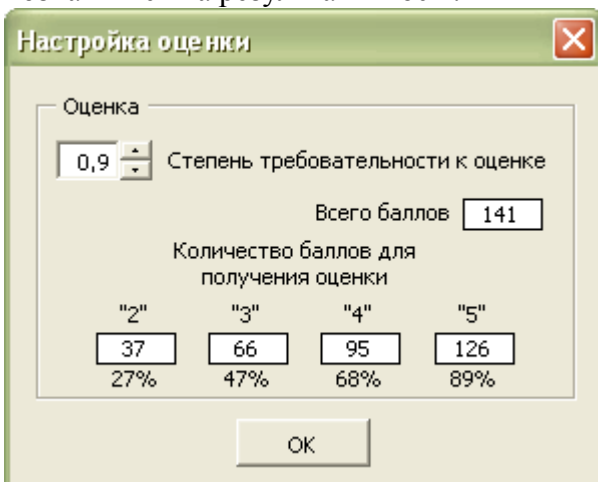 Настройка оценки
Оценка
0,9 Степень требовательности к оценке
Всего баллов 141
Количество баллов для
получения оценки
"2" "3" "4" "5"
37 66 95 126
27% 47% 68% 89%
ОК